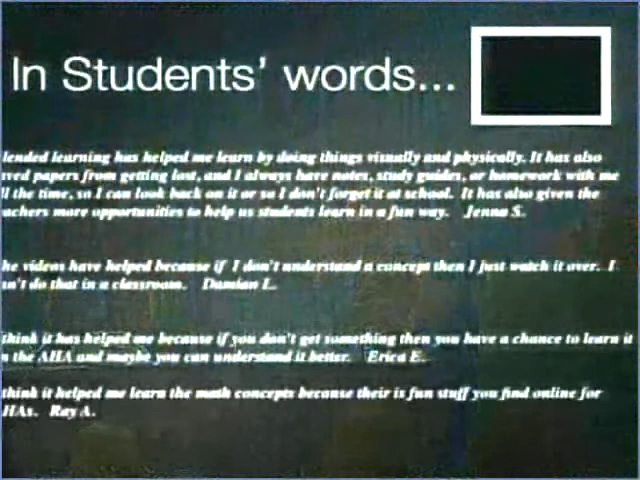 In Students' words...
lended learning has helped me learn by doing things visually and physically. It has also
ved papers from getting lost, and I always have notes, study guides, or homework with me
ll the time, so I can look back on it or so I don't forget it at school. It has also given the
achers more opportunities to help us students learn in a fun way. Jenna S.
he videos have helped because if I don't understand a concept then I just watch it over. I
n't do that in a classroom. Damian L.
think it has helped me because if you don't get something then you have a chance to learn it
n the AHA and maybe you can understand it better. Erica E.
think it helped me learn the math concepts because their is fun stuff you find online for
HAs. Ray A.